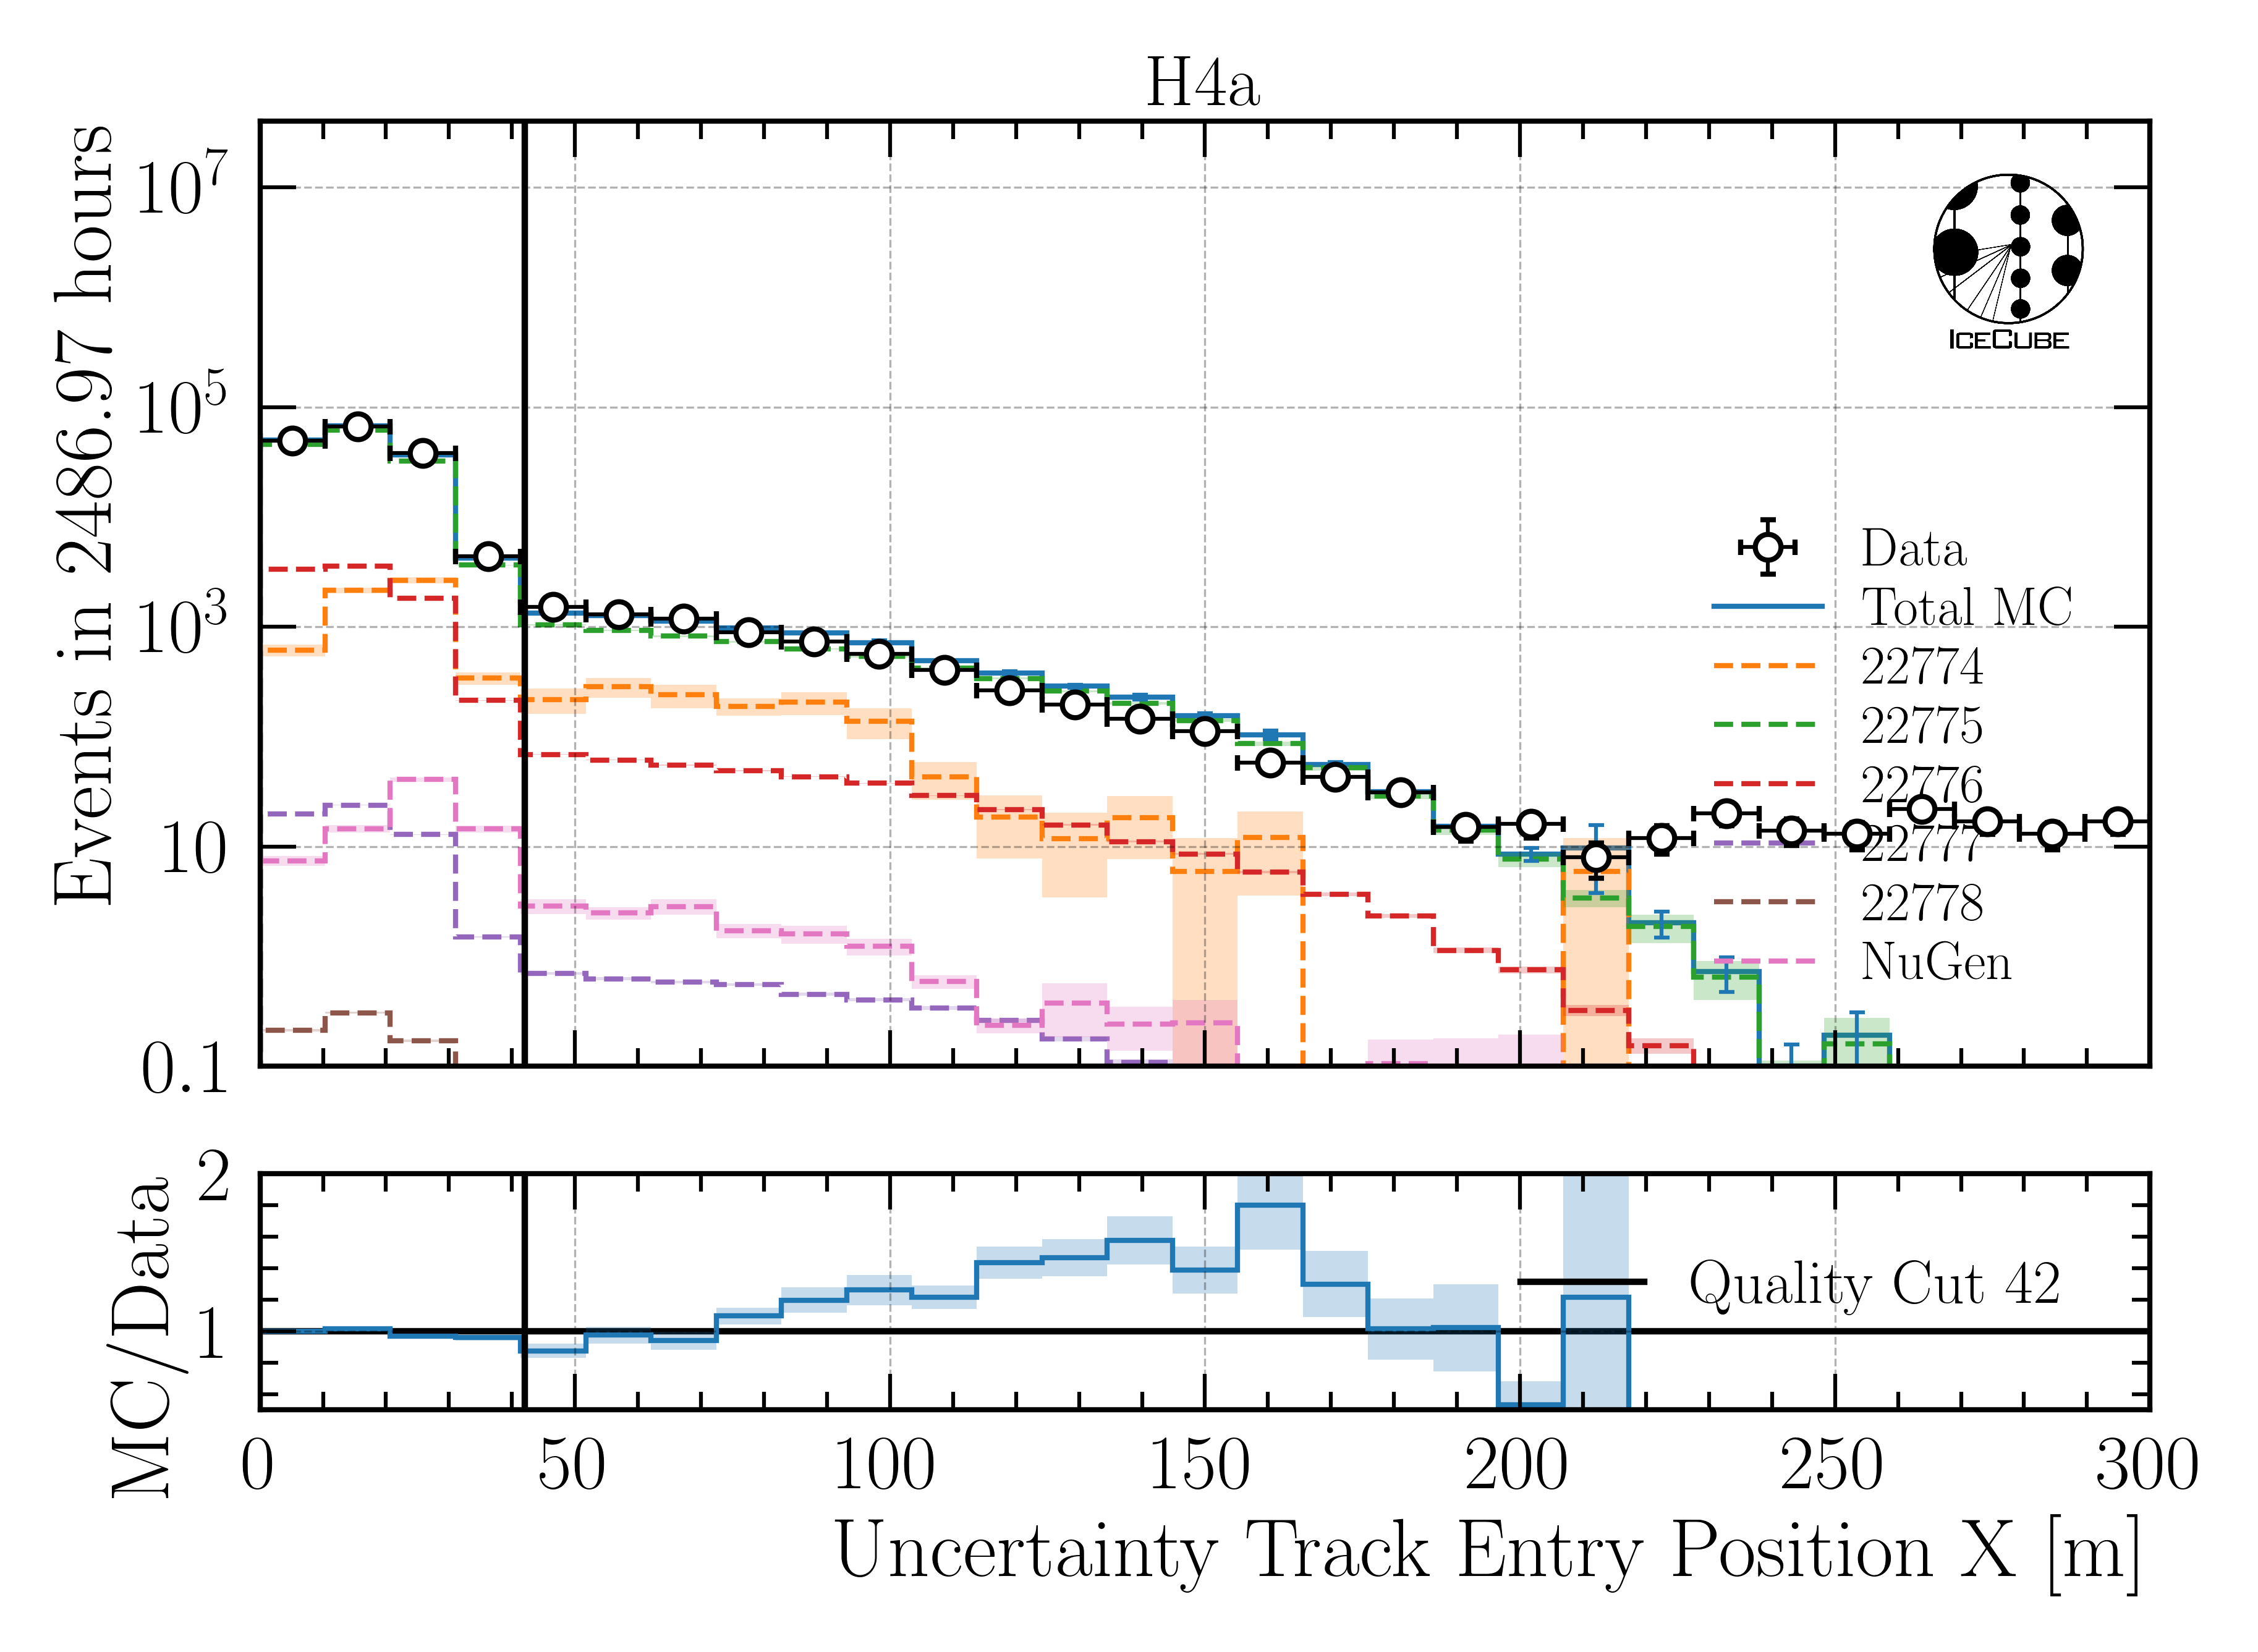 H4a
Events in 2486.97 hours
10^7
10^5
10^3
10
0.1
ICECUBE
Data
Total MC
22774
22775
22776
22777
22778
NuGen
MC/Data
2
1
Quality Cut 42
0 50 100 150 200 250 300
Uncertainty Track Entry Position X [m]